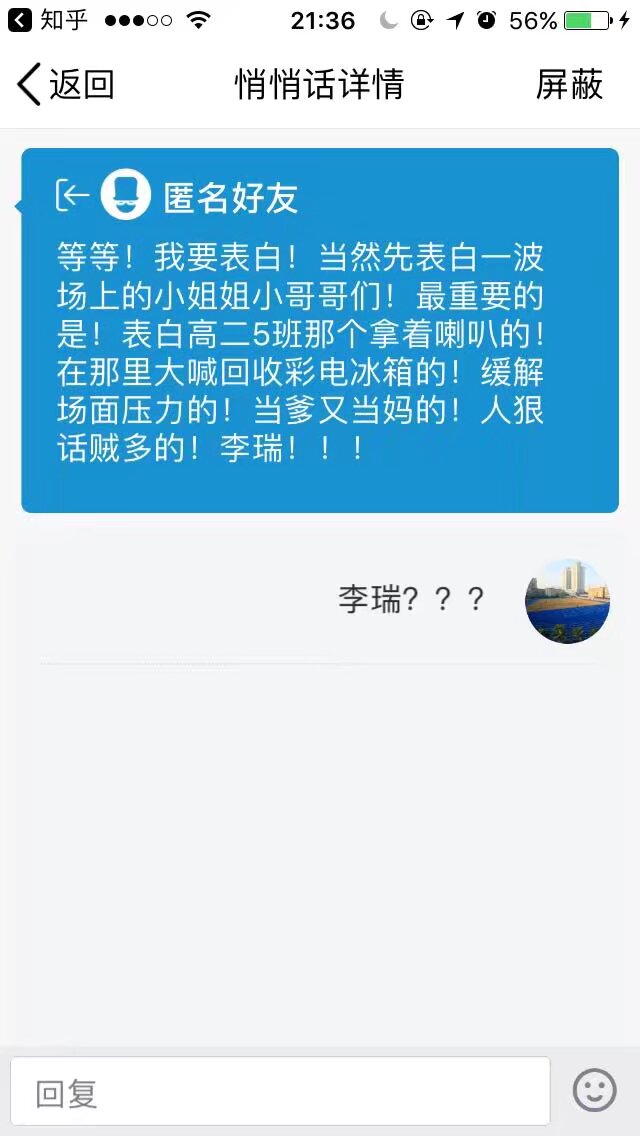 知乎 21:36 56%
返回 悄悄话详情 屏蔽
匿名好友
等等！我要表白！当然先表白一波
场上的小姐姐小哥哥们！最重要的
是！表白高二5班那个拿着喇叭的！
在那里大喊回收彩电冰箱的！缓解
场面压力的！当爹又当妈的！人狠
话贼多的！李瑞！！！
李瑞？？？
回复